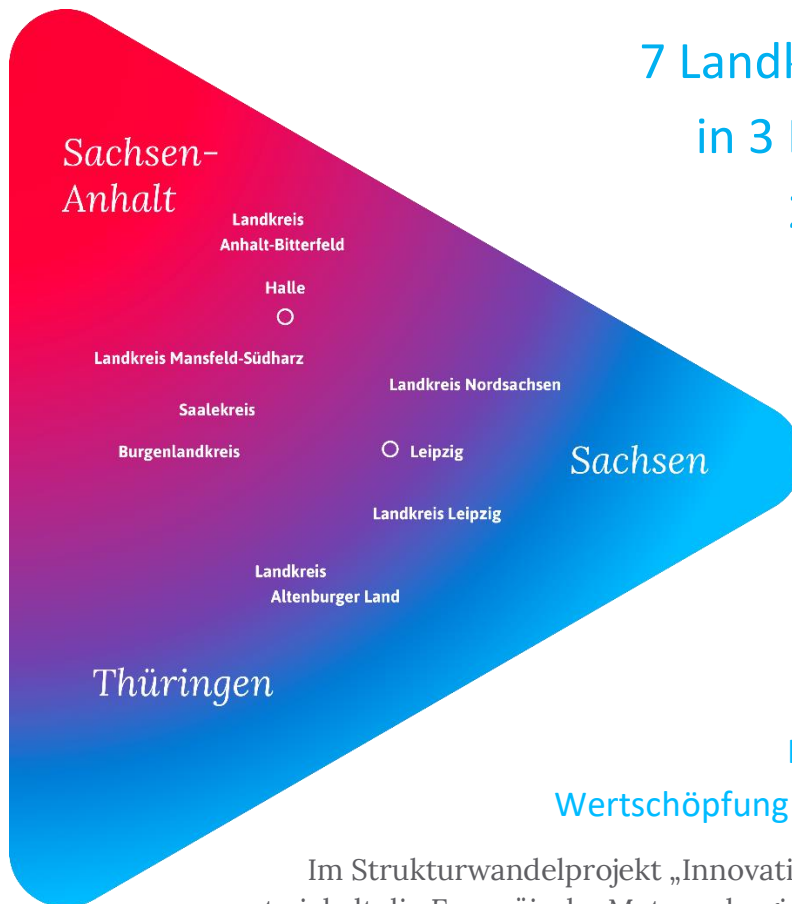 7 Landk
in 3
Sachsen-
Anhalt
Landkreis
Anhalt-Bitterfeld
Halle
Landkreis Mansfeld-Südharz
Landkreis Nordsachsen
Saalekreis
Burgenlandkreis
Leipzig
Sachsen
Landkreis Leipzig
Landkreis
Altenburger Land
Thüringen
Wertschöpfung
Im Strukturwandelprojekt „Innovati